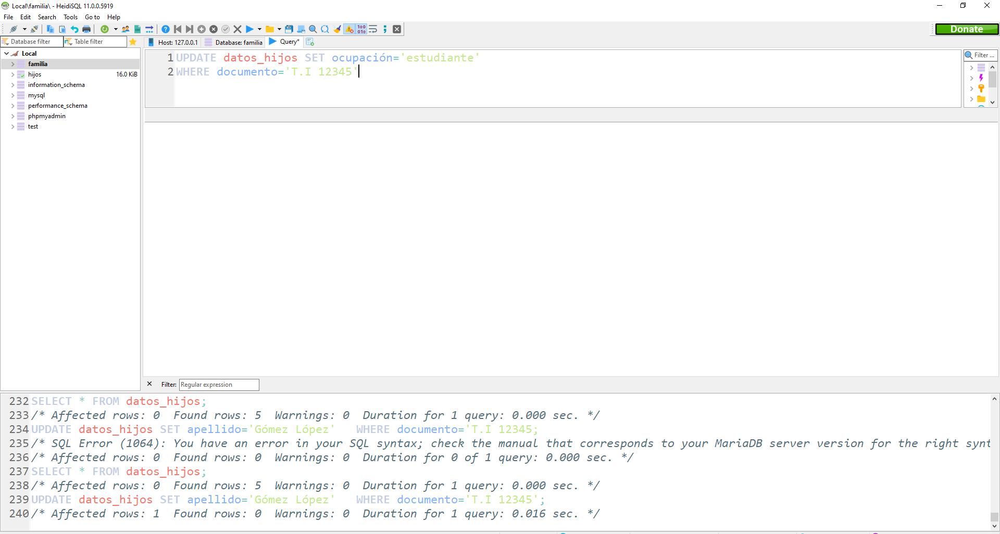 Local\familia\ - HeidiSQL 11.0.0.5919
File Edit Search Tools Go to Help
Donate
Database filter Table filter
Host: 127.0.0.1 Database: familia Query*
Local
familia
hijos 16.0 KiB
information_schema
mysql
performance_schema
phpmyadmin
test
1 UPDATE datos_hijos SET ocupación='estudiante'
2 WHERE documento='T.I 12345'
Filter ...
Filter: Regular expression
232 SELECT * FROM datos_hijos;
233 /* Affected rows: 0  Found rows: 5  Warnings: 0  Duration for 1 query: 0.000 sec. */
234 UPDATE datos_hijos SET apellido='Gómez López'   WHERE documento='T.I 12345;
235 /* SQL Error (1064): You have an error in your SQL syntax; check the manual that corresponds to your MariaDB server version for the right synt
236 /* Affected rows: 0  Found rows: 0  Warnings: 0  Duration for 0 of 1 query: 0.000 sec. */
237 SELECT * FROM datos_hijos;
238 /* Affected rows: 0  Found rows: 5  Warnings: 0  Duration for 1 query: 0.000 sec. */
239 UPDATE datos_hijos SET apellido='Gómez López'   WHERE documento='T.I 12345';
240 /* Affected rows: 1  Found rows: 0  Warnings: 0  Duration for 1 query: 0.016 sec. */